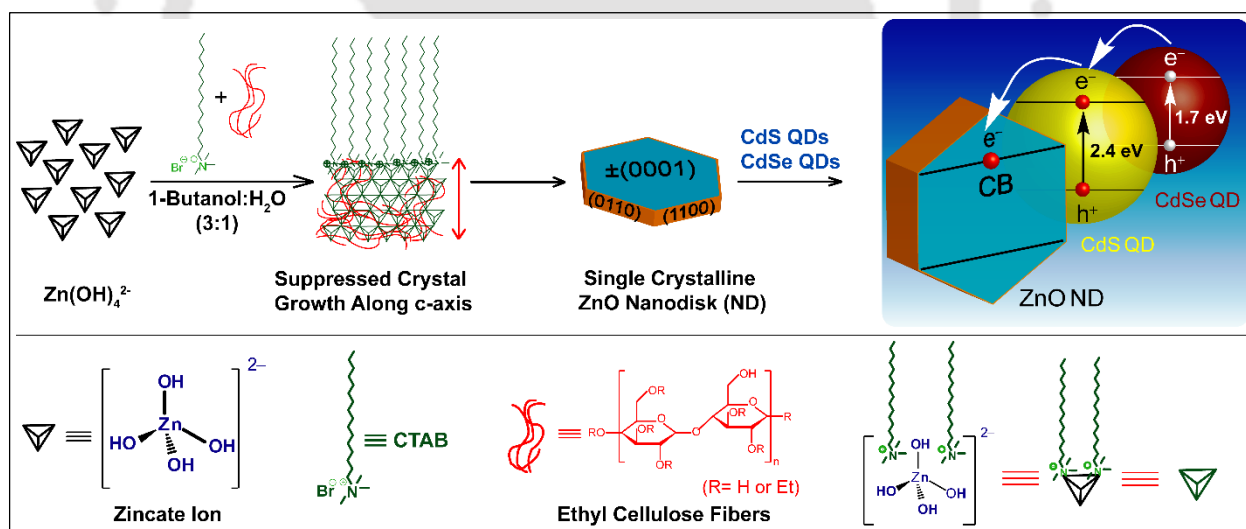 Br⊖ ⊕N
+
1-Butanol:H₂O
(3:1)
Zn(OH)₄²⁻
Suppressed Crystal
Growth Along c-axis
±(0001)
(0110)
(1100)
Single Crystalline
ZnO Nanodisk (ND)
CdS QDs
CdSe QDs
e⁻
CB
ZnO ND
e⁻
2.4 eV
h⁺
CdS QD
e⁻
1.7 eV
h⁺
CdSe QD
2–
OH
Zn
HO
OH
OH
Zincate Ion
Br⊖ ⊕N
CTAB
OH
RO
OR
O
OR
OR
O
OR
O
OR
R
n
(R= H or Et)
Ethyl Cellulose Fibers
N⊕
N⊕
2–
OH
Zn
HO
OH
OH
⊕N
N⊕